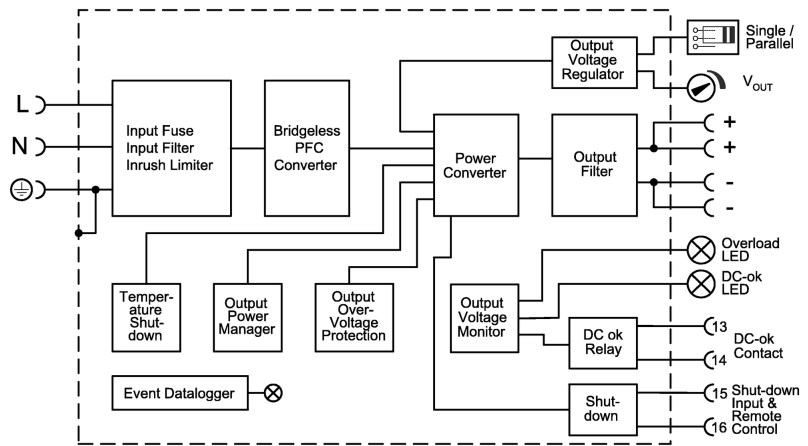 Output
Voltage
Regulator
Single /
Parallel
VOUT
L
N
Input Fuse
Input Filter
Inrush Limiter
Bridgeless
PFC
Converter
Power
Converter
Output
Filter
+
+
-
-
Temper-
ature
Shut-
down
Output
Power
Manager
Output
Over-
Voltage
Protection
Output
Voltage
Monitor
Overload
LED
DC-ok
LED
DC ok
Relay
13
14
DC-ok
Contact
Event Datalogger
Shut-
down
15
16
Shut-down
Input &
Remote
Control